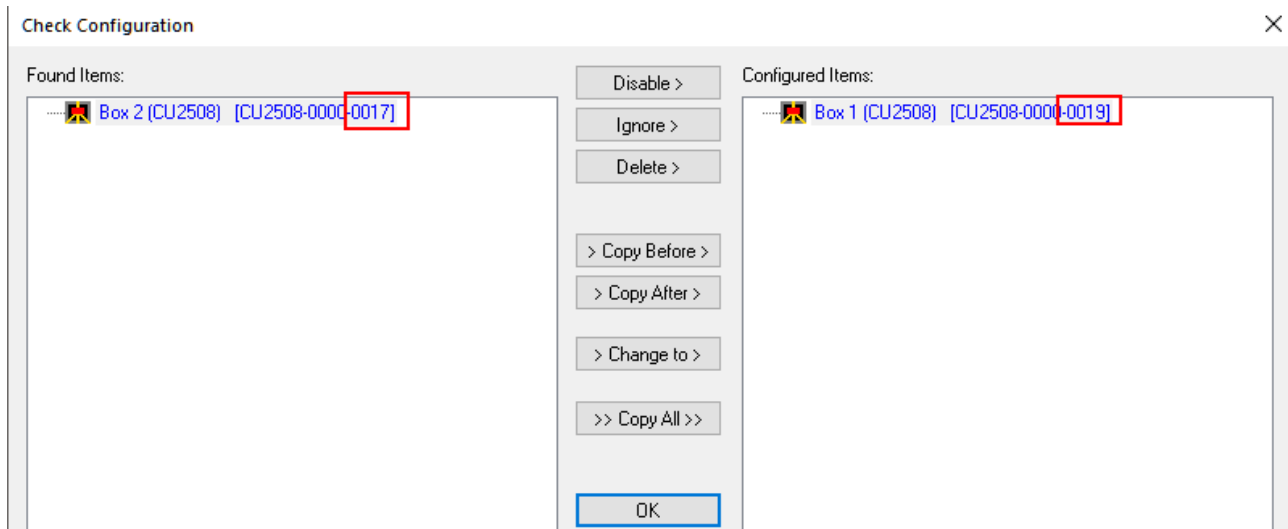 Check Configuration
Found Items:
Box 2 (CU2508) [CU2508-0000-0017]
Disable >
Ignore >
Delete >
> Copy Before >
> Copy After >
> Change to >
>> Copy All >>
OK
Configured Items:
Box 1 (CU2508) [CU2508-0000-0019]